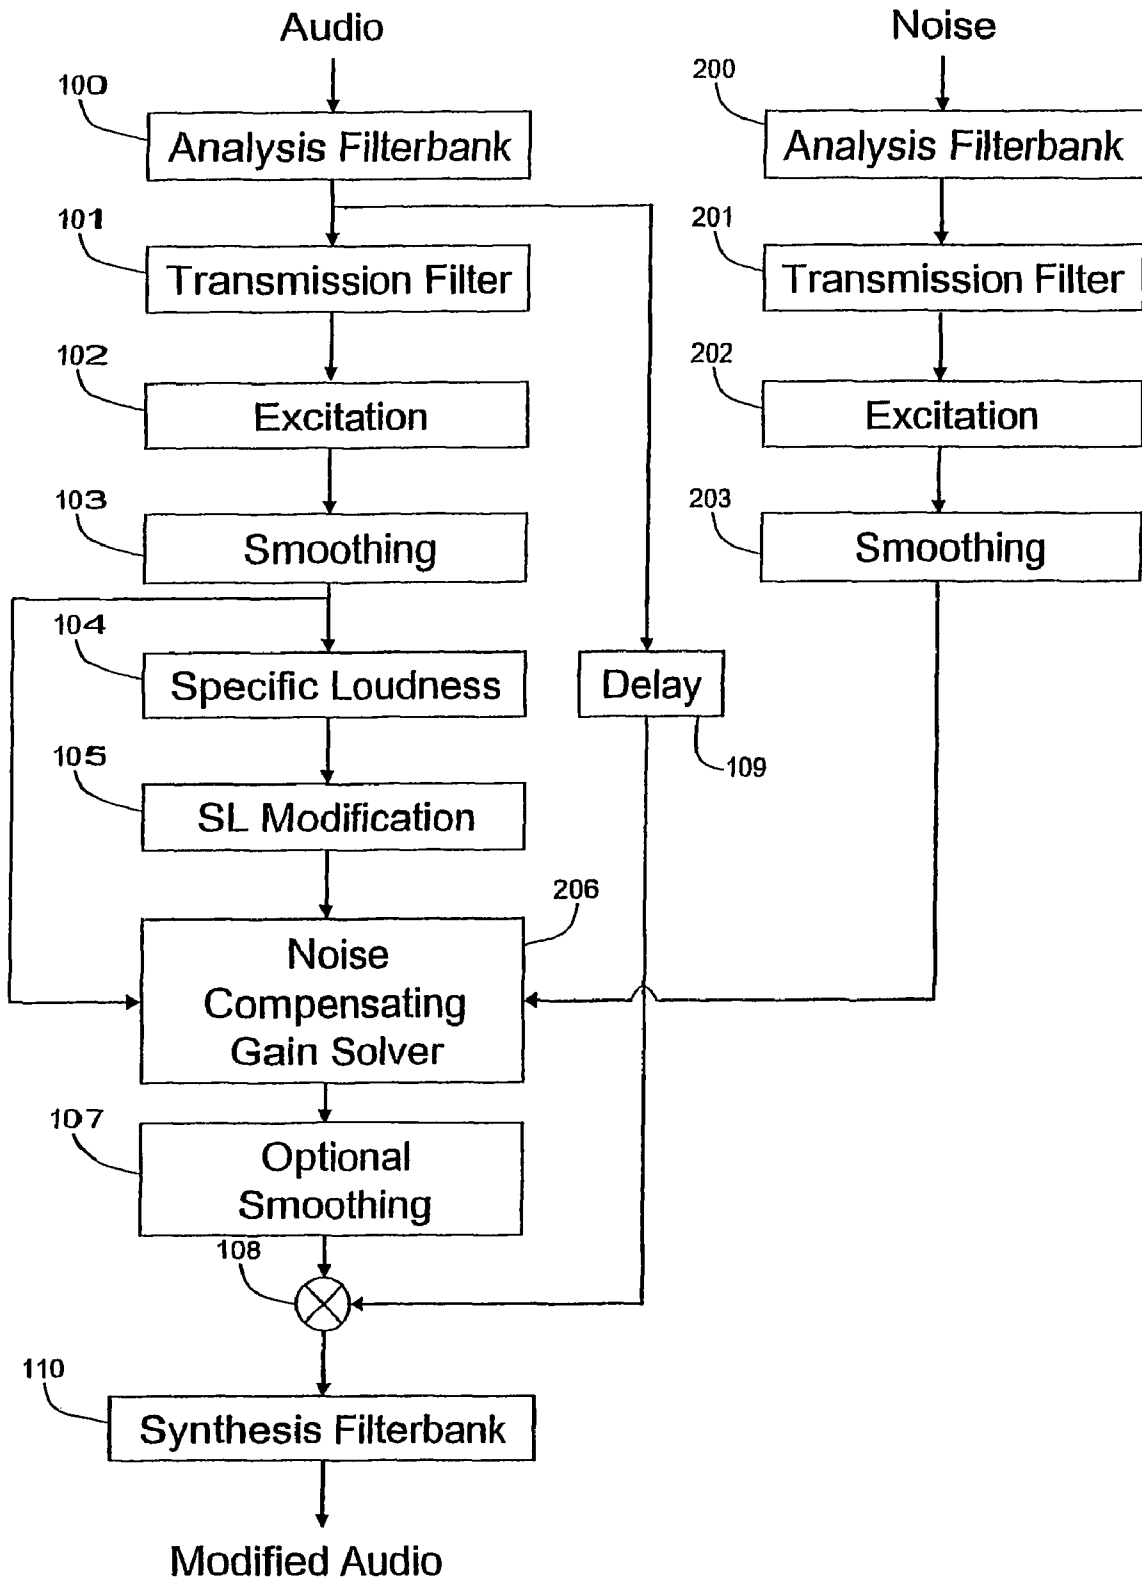 Audio
Noise
100
200
Analysis Filterbank
Analysis Filterbank
101
201
Transmission Filter
Transmission Filter
102
202
Excitation
Excitation
103
203
Smoothing
Smoothing
104
Specific Loudness
Delay
105
109
SL Modification
206
Noise
Compensating
Gain Solver
107
Optional
Smoothing
108
110
Synthesis Filterbank
Modified Audio